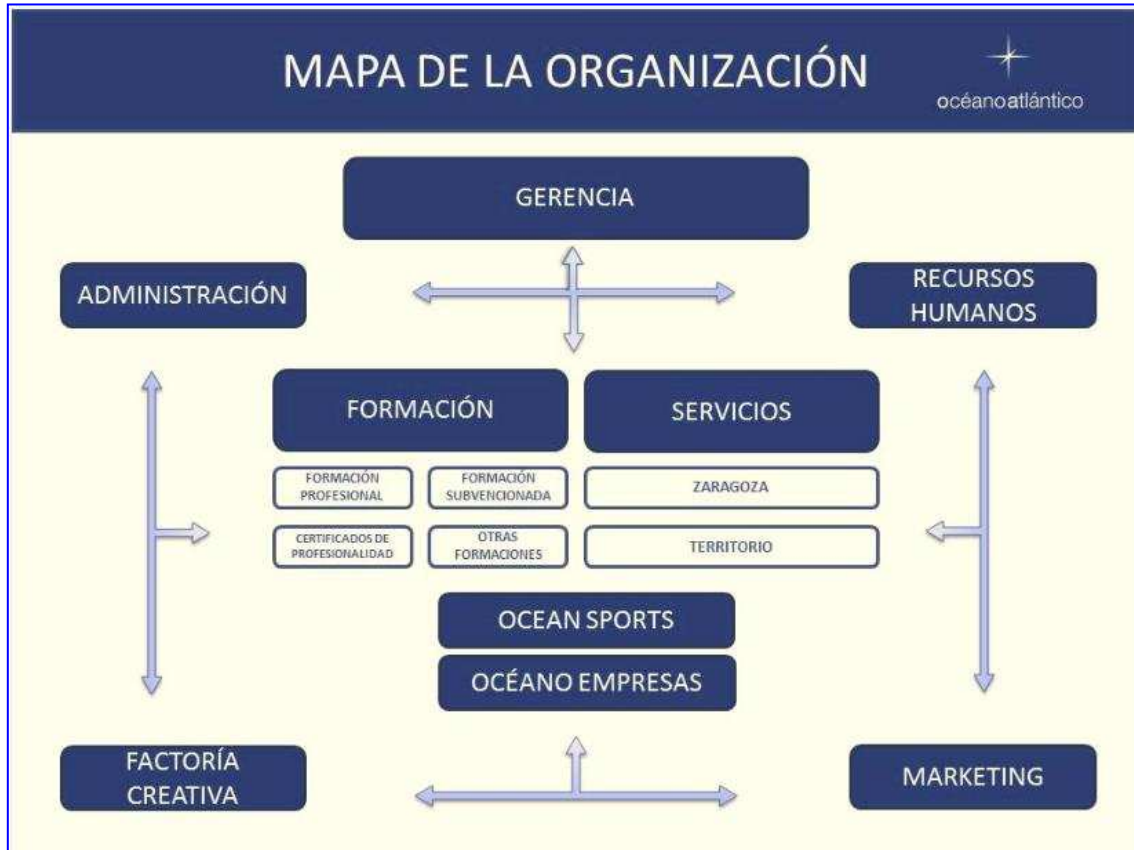 MAPA DE LA ORGANIZACIÓN
océanoatlántico
GERENCIA
ADMINISTRACIÓN
RECURSOS
HUMANOS
FORMACIÓN
SERVICIOS
FORMACIÓN
PROFESIONAL
FORMACIÓN
SUBVENCIONADA
ZARAGOZA
CERTIFICADOS DE
PROFESIONALIDAD
OTRAS
FORMACIONES
TERRITORIO
OCEAN SPORTS
OCÉANO EMPRESAS
FACTORÍA
CREATIVA
MARKETING